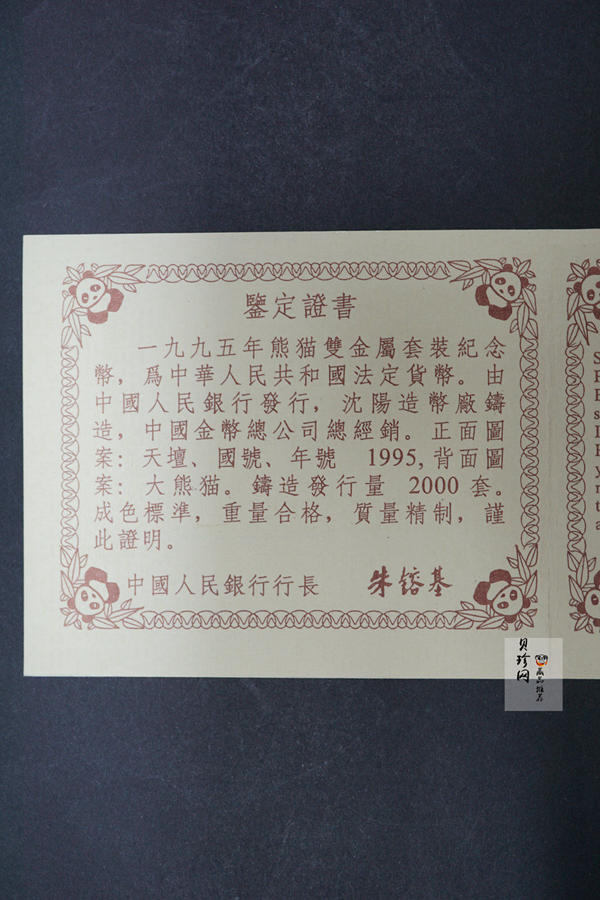 鑒定證書
一九九五年熊猫雙金屬套裝紀念
幣，爲中華人民共和國法定貨幣。由
中國人民銀行發行，沈陽造幣廠鑄
造，中國金幣總公司總經銷。正面圖
案：天壇、國號、年號 1995,背面圖
案：大熊猫。鑄造發行量 2000 套。
成色標準，重量合格，質量精制，謹
此證明。
中國人民銀行行長 朱镕基
貝珍网